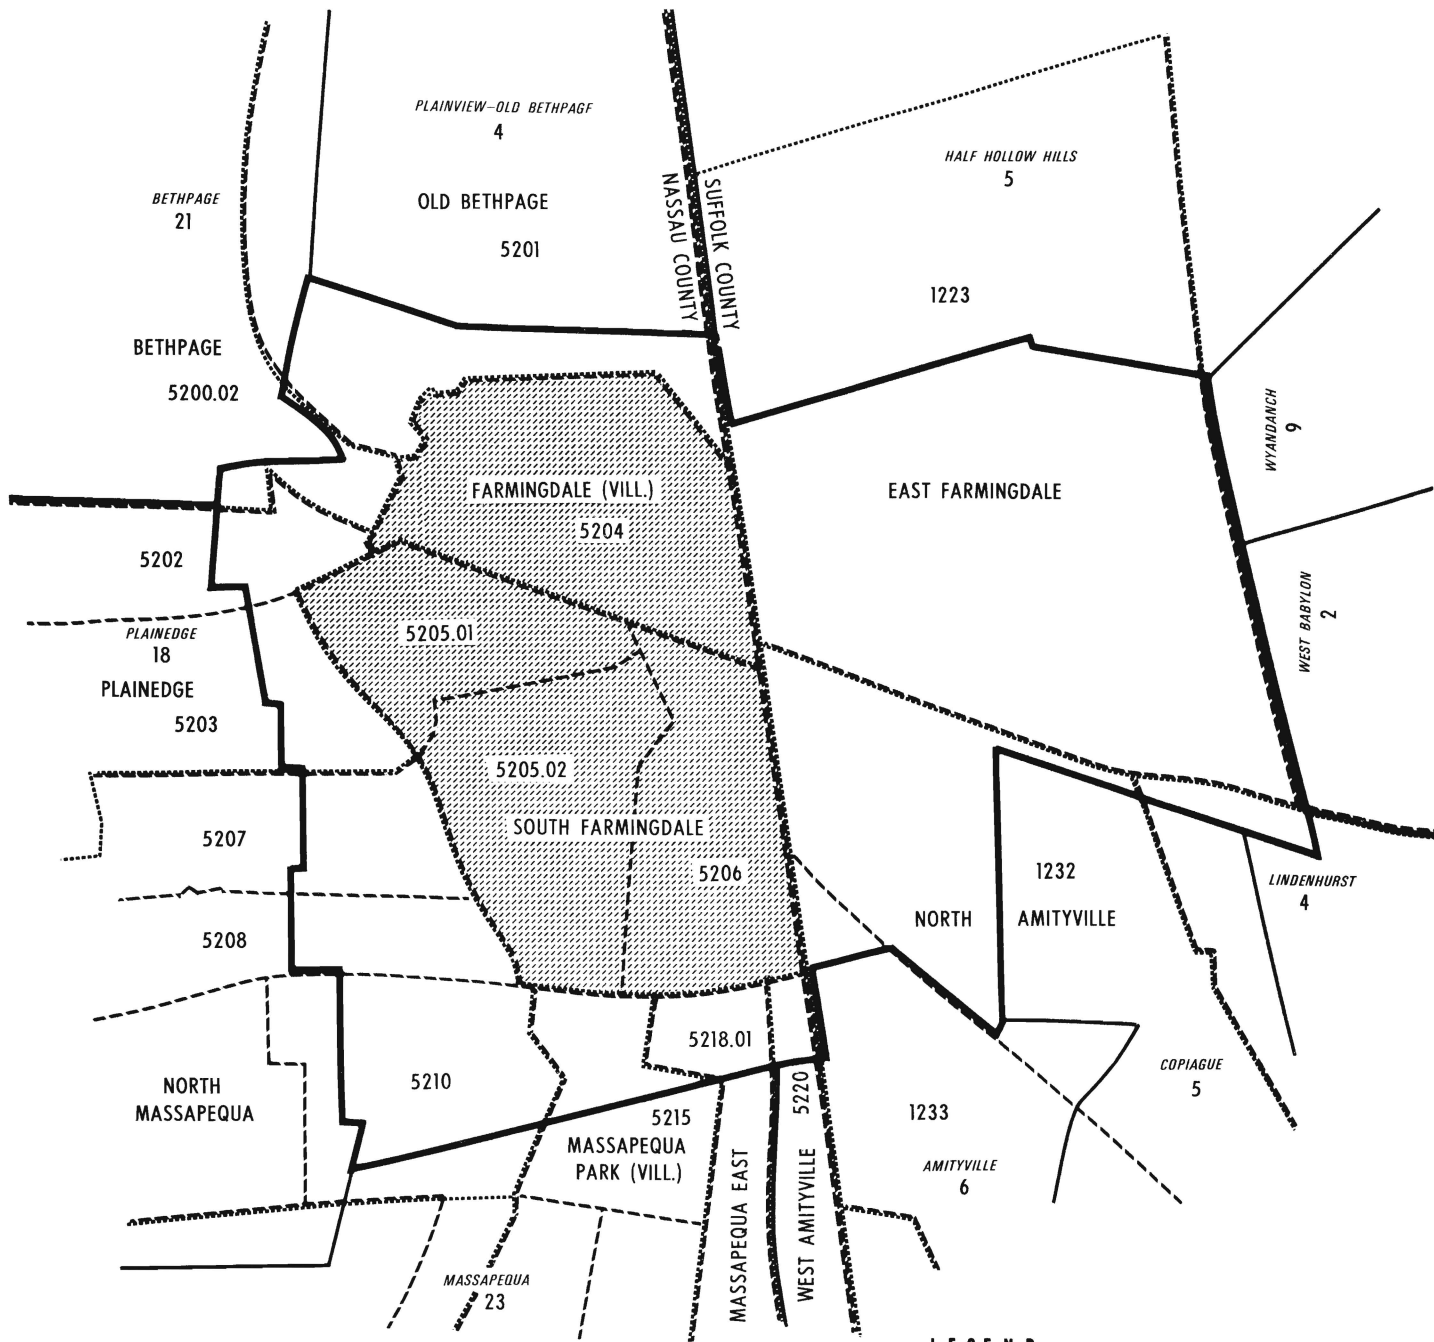 PLAINVIEW-OLD BETHPAGF
4
HALF HOLLOW HILLS
5
BETHPAGE
21
OLD BETHPAGE
5201
NASSAU COUNTY
SUFFOLK COUNTY
1223
BETHPAGE
5200.02
WYANDANCH
9
FARMINGDALE (VILL.)
5204
EAST FARMINGDALE
5202
WEST BABYLON
2
PLAINEDGE
18
5205.01
PLAINEDGE
5203
5205.02
SOUTH FARMINGDALE
5207
5206
1232
LINDENHURST
4
NORTH AMITYVILLE
5208
5218.01
NORTH
MASSAPEQUA
5210
5220
5215
1233
COPIAGUE
5
MASSAPEQUA
PARK (VILL.)
MASSAPEQUA EAST
WEST AMITYVILLE
AMITYVILLE
6
MASSAPEQUA
23